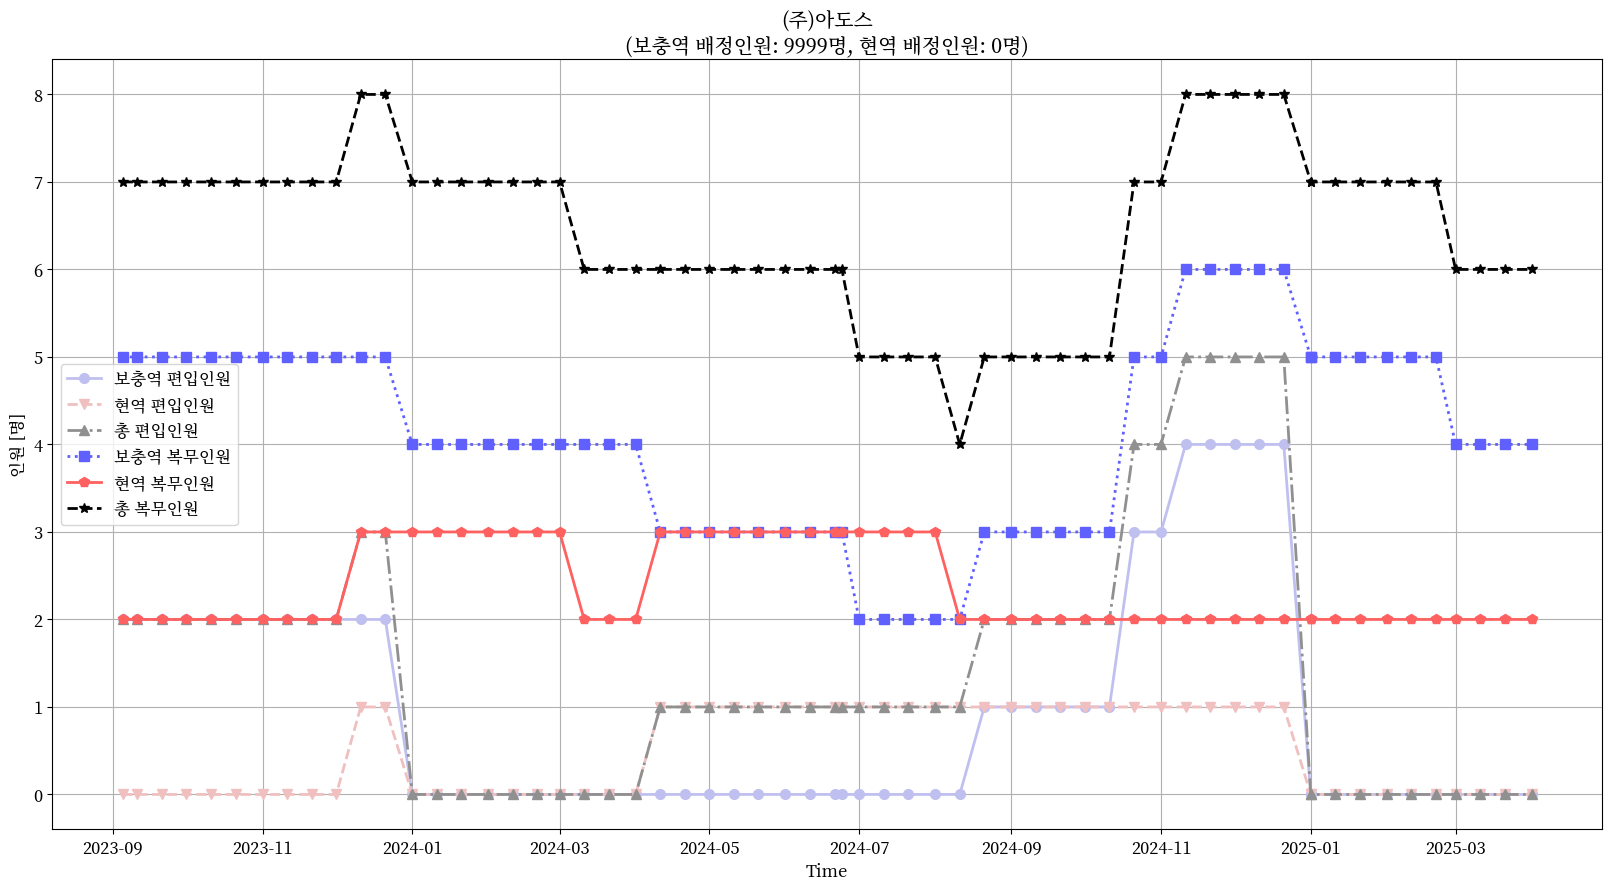 (주)아도스
(보충역 배정인원: 9999명, 현역 배정인원: 0명)
인원 [명]
8
7
6
5
4
3
2
1
0
보충역 편입인원
현역 편입인원
총 편입인원
보충역 복무인원
현역 복무인원
총 복무인원
2023-09 2023-11 2024-01 2024-03 2024-05 2024-07 2024-09 2024-11 2025-01 2025-03
Time